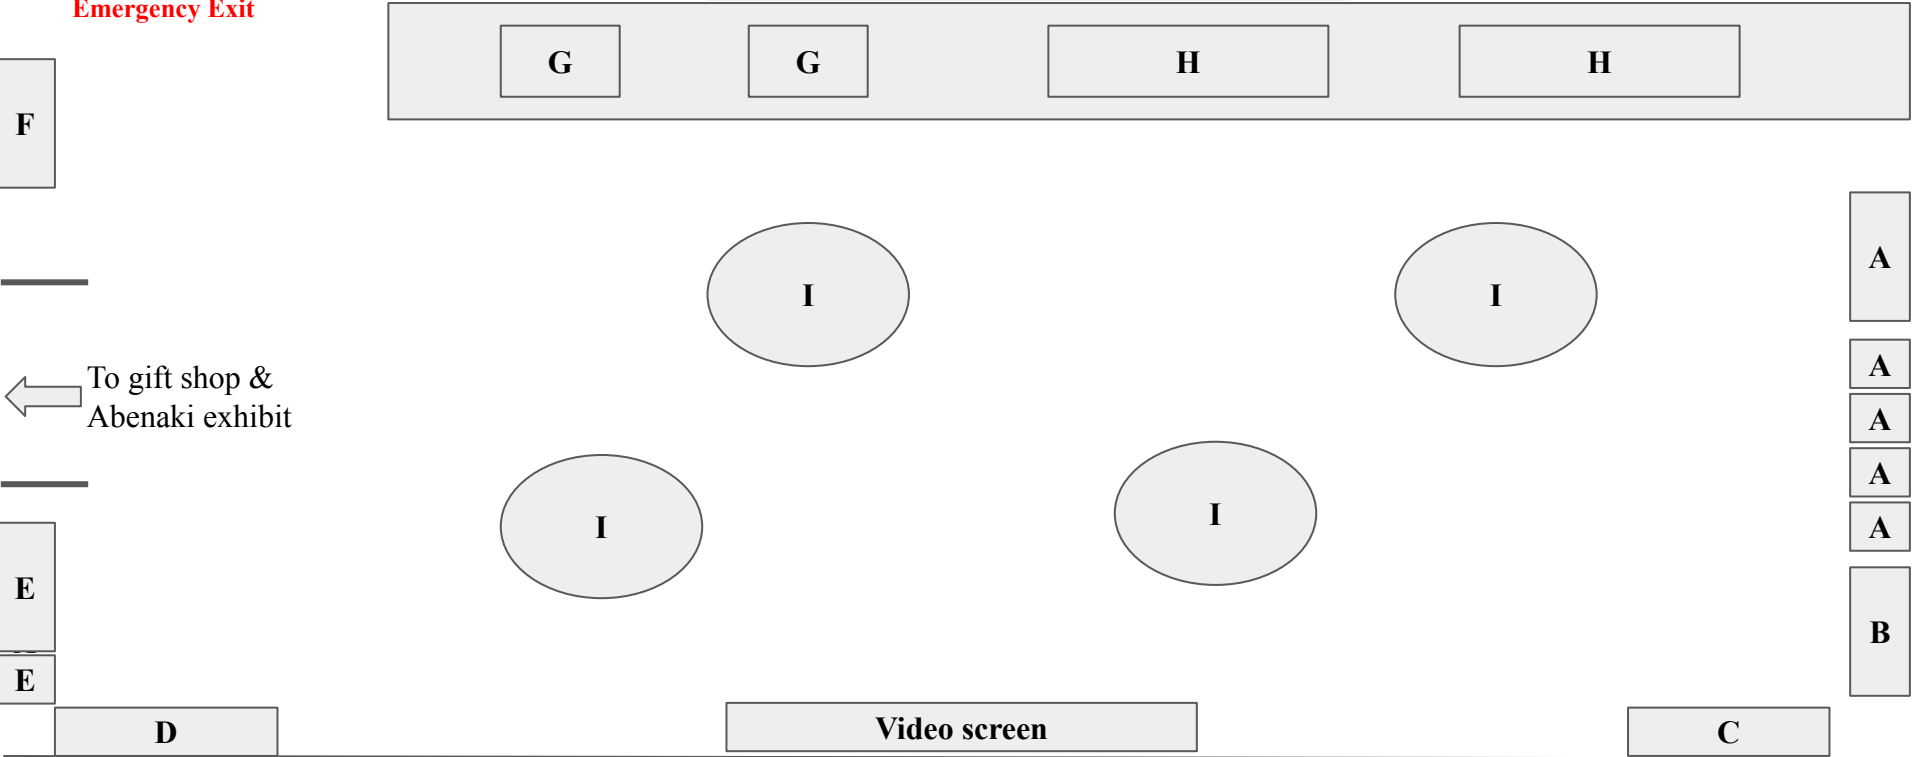 Emergency Exit
G G H H
F
A
I I
A
To gift shop &
Abenaki exhibit
A
A
I I
A
E
B
E
D Video screen C